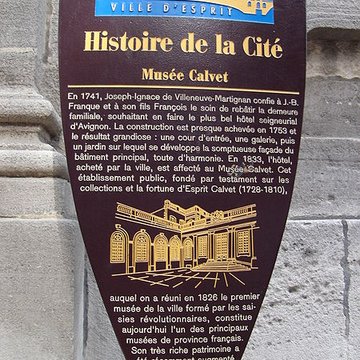 VILLE D'ESPRIT
Histoire de la Cité
Musée Calvet
En 1741, Joseph-Ignace de Villeneuve-Martignan confie à J.-B.
Franque et à son fils François le soin de rebâtir la demeure
familiale, souhaitant en faire le plus bel hôtel seigneurial
d'Avignon. La construction est presque achevée en 1753 et
le résultat grandiose : une cour d'entrée, une galerie, puis
un jardin sur lequel se développe la somptueuse façade du
bâtiment principal, toute d'harmonie. En 1833, l'hôtel,
acheté par la ville, est affecté au Musée Calvet. Cet
établissement public, fondé par testament sur les
collections et la fortune d'Esprit Calvet (1728-1810),
auquel on a réuni en 1826 le premier
musée de la ville formé par les sai-
sies révolutionnaires, constitue
aujourd'hui l'un des principaux
musées de province français.
Son très riche patrimoine a
été récemment augmenté